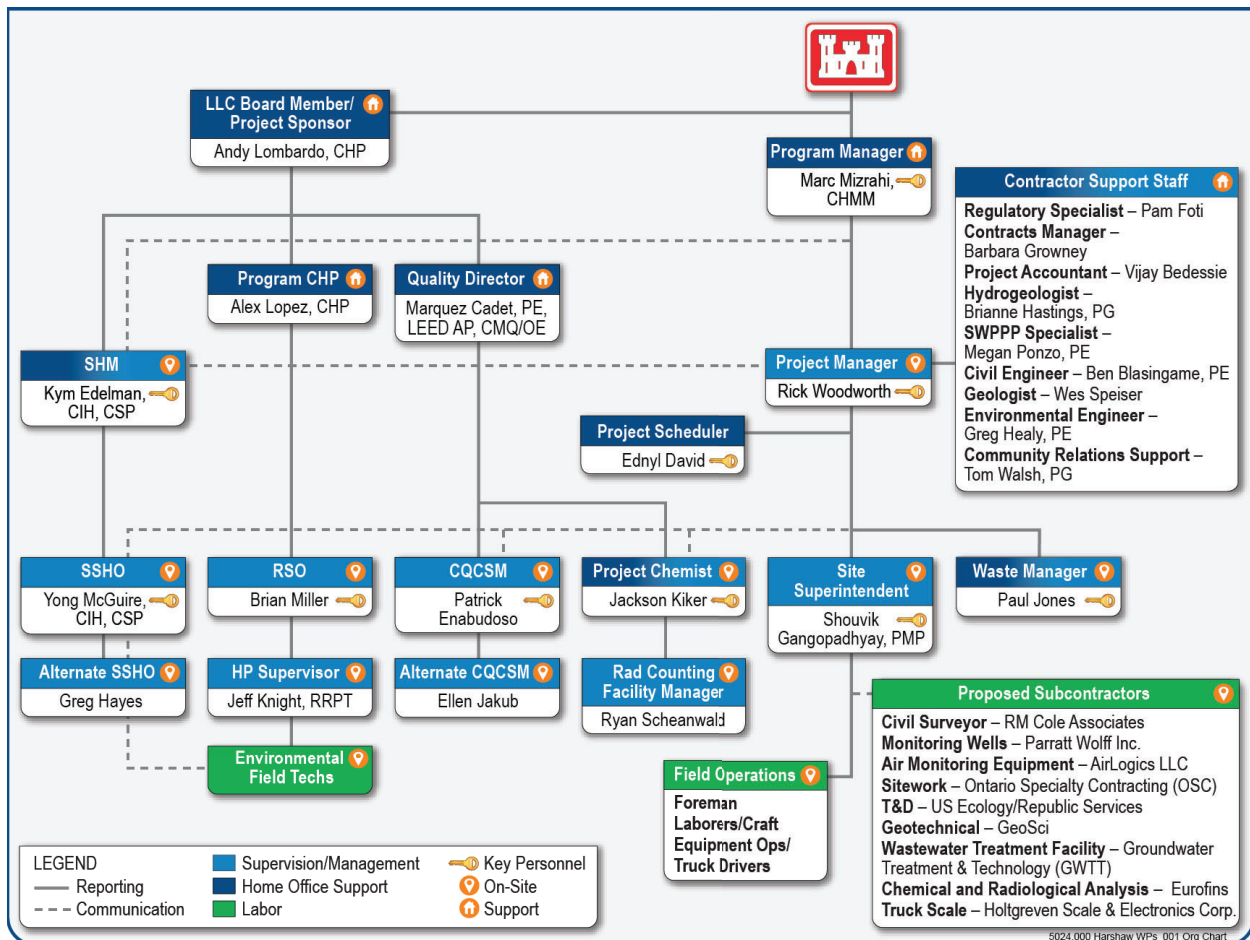 LLC Board Member/
Project Sponsor
Andy Lombardo, CHP
Program Manager
Marc Mizrahi,
CHMM
Contractor Support Staff
Regulatory Specialist – Pam Foti
Contracts Manager –
Barbara Growney
Project Accountant – Vijay Bedessie
Hydrogeologist –
Brianne Hastings, PG
SWPPP Specialist –
Megan Ponzo, PE
Civil Engineer – Ben Blasingame, PE
Geologist – Wes Speiser
Environmental Engineer –
Greg Healy, PE
Community Relations Support –
Tom Walsh, PG
Program CHP
Alex Lopez, CHP
Quality Director
Marquez Cadet, PE,
LEED AP, CMQ/OE
SHM
Kym Edelman,
CIH, CSP
Project Manager
Rick Woodworth
Project Scheduler
Ednyl David
SSHO
Yong McGuire,
CIH, CSP
RSO
Brian Miller
CQCSM
Patrick
Enabudoso
Project Chemist
Jackson Kiker
Site
Superintendent
Shouvik
Gangopadhyay, PMP
Waste Manager
Paul Jones
Alternate SSHO
Greg Hayes
HP Supervisor
Jeff Knight, RRPT
Alternate CQCSM
Ellen Jakub
Rad Counting
Facility Manager
Ryan Scheanwald
Environmental
Field Techs
Field Operations
Foreman
Laborers/Craft
Equipment Ops/
Truck Drivers
Proposed Subcontractors
Civil Surveyor – RM Cole Associates
Monitoring Wells – Parratt Wolff Inc.
Air Monitoring Equipment – AirLogics LLC
Sitework – Ontario Specialty Contracting (OSC)
T&D – US Ecology/Republic Services
Geotechnical – GeoSci
Wastewater Treatment Facility – Groundwater
Treatment & Technology (GWTT)
Chemical and Radiological Analysis – Eurofins
Truck Scale – Holtgreven Scale & Electronics Corp.
LEGEND
Reporting
Communication
Supervision/Management
Home Office Support
Labor
Key Personnel
On-Site
Support
5024.000 Harshaw WPs_001 Org Chart